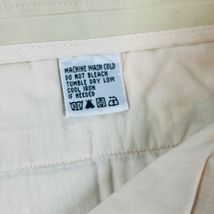 MACHINE WASH COLD
DO NOT BLEACH
TUMBLE DRY LOW
COOL IRON
IF NEEDED